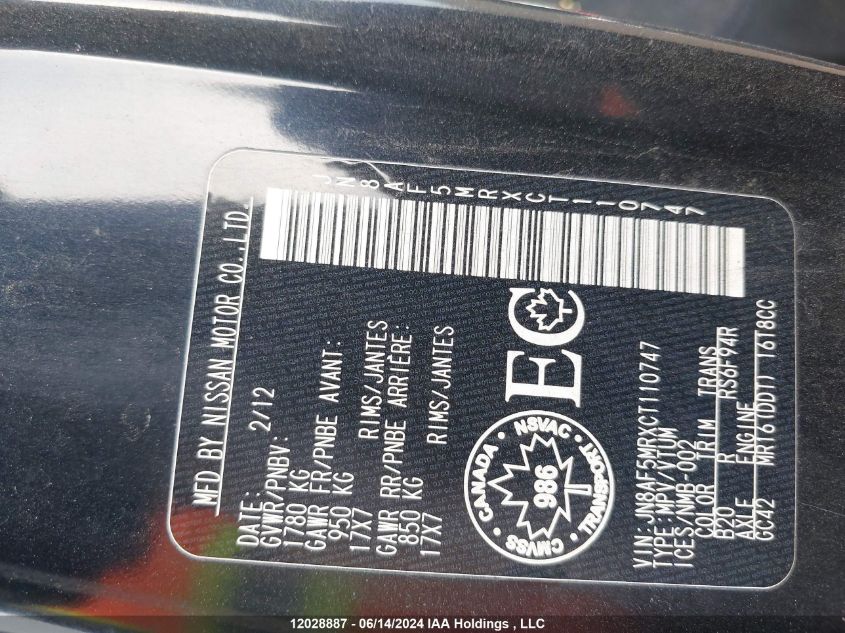 MFD BY NISSAN MOTOR CO.,LTD.
DATE: 2/12
GVWR/PNBV:
1780 KG
GAWR FR/PNBE AVANT:
950 KG
17X7 RIMS/JANTES
GAWR RR/PNBE ARRIÈRE:
850 KG
17X7 RIMS/JANTES
JN8AF5MRXCT110747
CANADA
NSVAC
986
CMVSS
TRANSPORT
EC
VIN:JN8AF5MRXCT110747
TYPE:MPV/VTUM
ICES/NMB-002
COLOR TRIM TRANS
B20 R RS6F94R
AXLE ENGINE
GC42 MR161DD11 16T8CC
12028887 - 06/14/2024 IAA Holdings , LLC